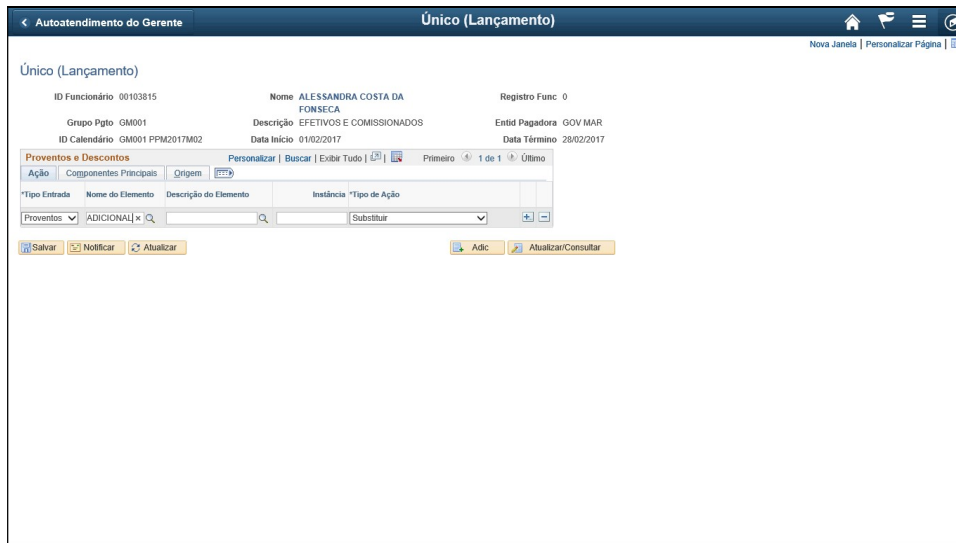 Autoatendimento do Gerente
Único (Lançamento)
Nova Janela | Personalizar Página |
Único (Lançamento)
ID Funcionário 00103815 Nome ALESSANDRA COSTA DA FONSECA Registro Func 0
Grupo Pgto GM001 Descrição EFETIVOS E COMISSIONADOS Entid Pagadora GOV MAR
ID Calendário GM001 PPM2017M02 Data Início 01/02/2017 Data Término 28/02/2017
Proventos e Descontos Personalizar | Buscar | Exibir Tudo | | Primeiro 1 de 1 Último
Ação Componentes Principais Origem
*Tipo Entrada Nome do Elemento Descrição do Elemento Instância *Tipo de Ação
Proventos ADICIONAL Substituir
Salvar Notificar Atualizar Adic Atualizar/Consultar